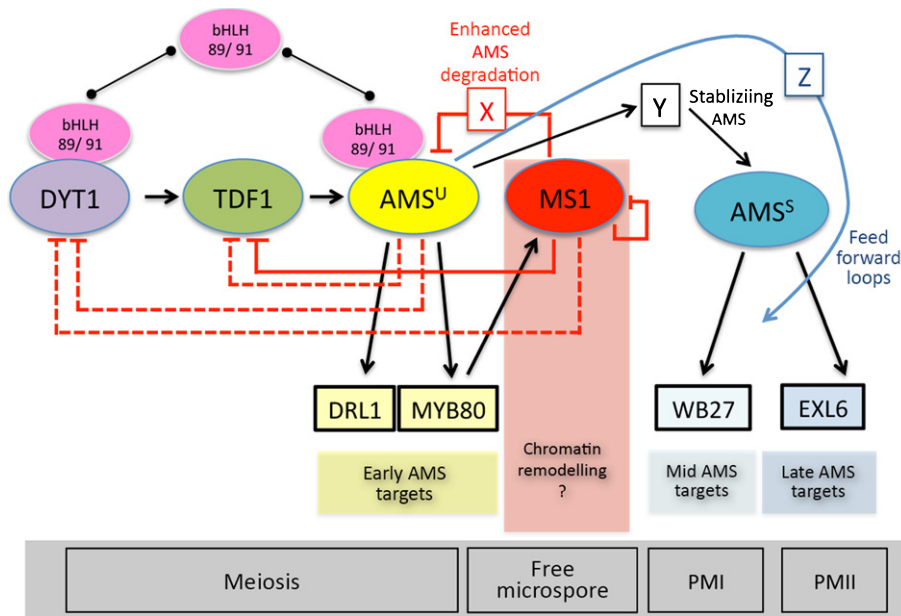 bHLH
89/ 91
Enhanced
AMS
degradation
X
Z
Y
Stabliziing
AMS
bHLH
89/ 91
bHLH
89/ 91
DYT1
TDF1
AMSᵁ
MS1
AMSˢ
Feed
forward
loops
DRL1
MYB80
WB27
EXL6
Early AMS
targets
Chromatin
remodelling
?
Mid AMS
targets
Late AMS
targets
Meiosis
Free
microspore
PMI
PMII